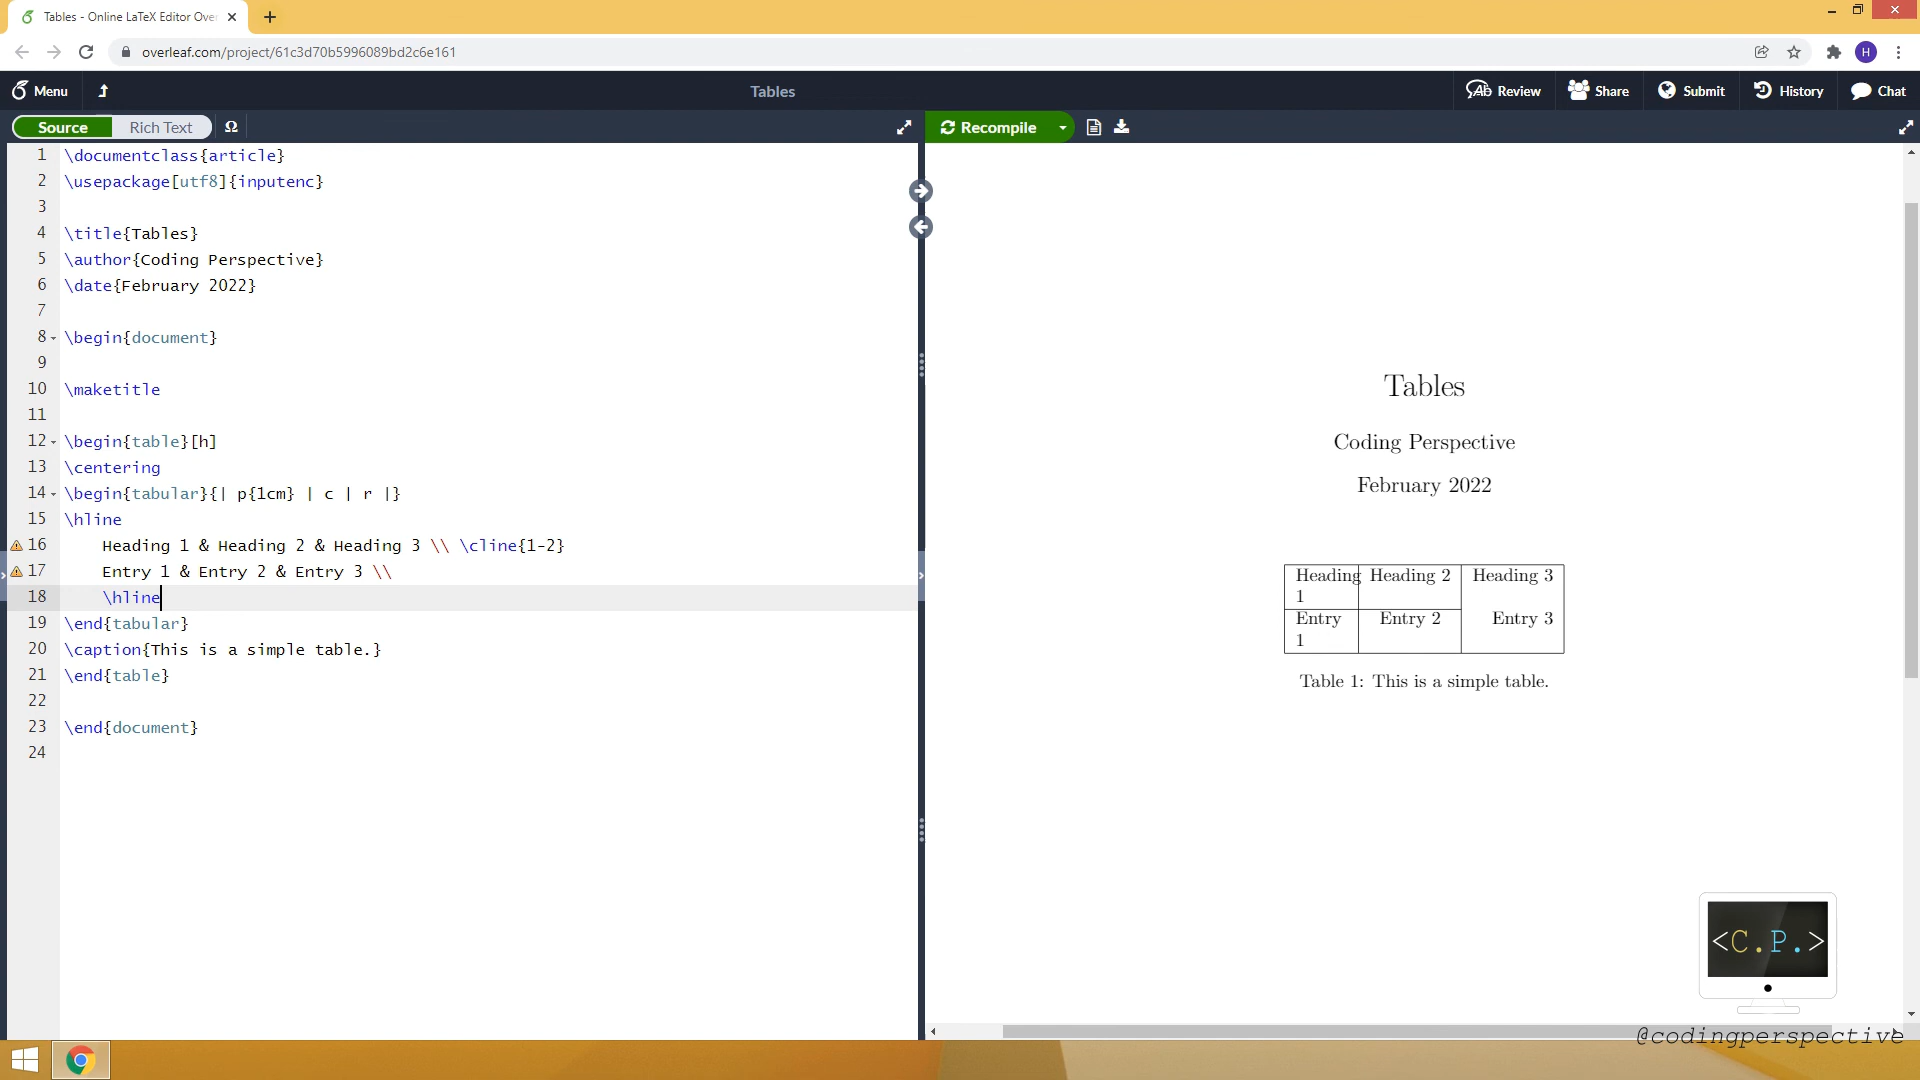 Tables - Online LaTeX Editor Over
overleaf.com/project/61c3d70b5996089bd2c6e161
H
Menu
Tables
Review
Share
Submit
History
Chat
Source
Rich Text
Ω
Recompile
1 \documentclass{article}
2 \usepackage[utf8]{inputenc}
3
4 \title{Tables}
5 \author{Coding Perspective}
6 \date{February 2022}
7
8 \begin{document}
9
10 \maketitle
11
12 \begin{table}[h]
13 \centering
14 \begin{tabular}{| p{1cm} | c | r |}
15 \hline
16 Heading 1 & Heading 2 & Heading 3 \\ \cline{1-2}
17 Entry 1 & Entry 2 & Entry 3 \\
18 \hline
19 \end{tabular}
20 \caption{This is a simple table.}
21 \end{table}
22
23 \end{document}
24
Tables
Coding Perspective
February 2022
Heading 1 Heading 2 Heading 3
Entry 1 Entry 2 Entry 3
Table 1: This is a simple table.
<C.P.>
@codingperspective